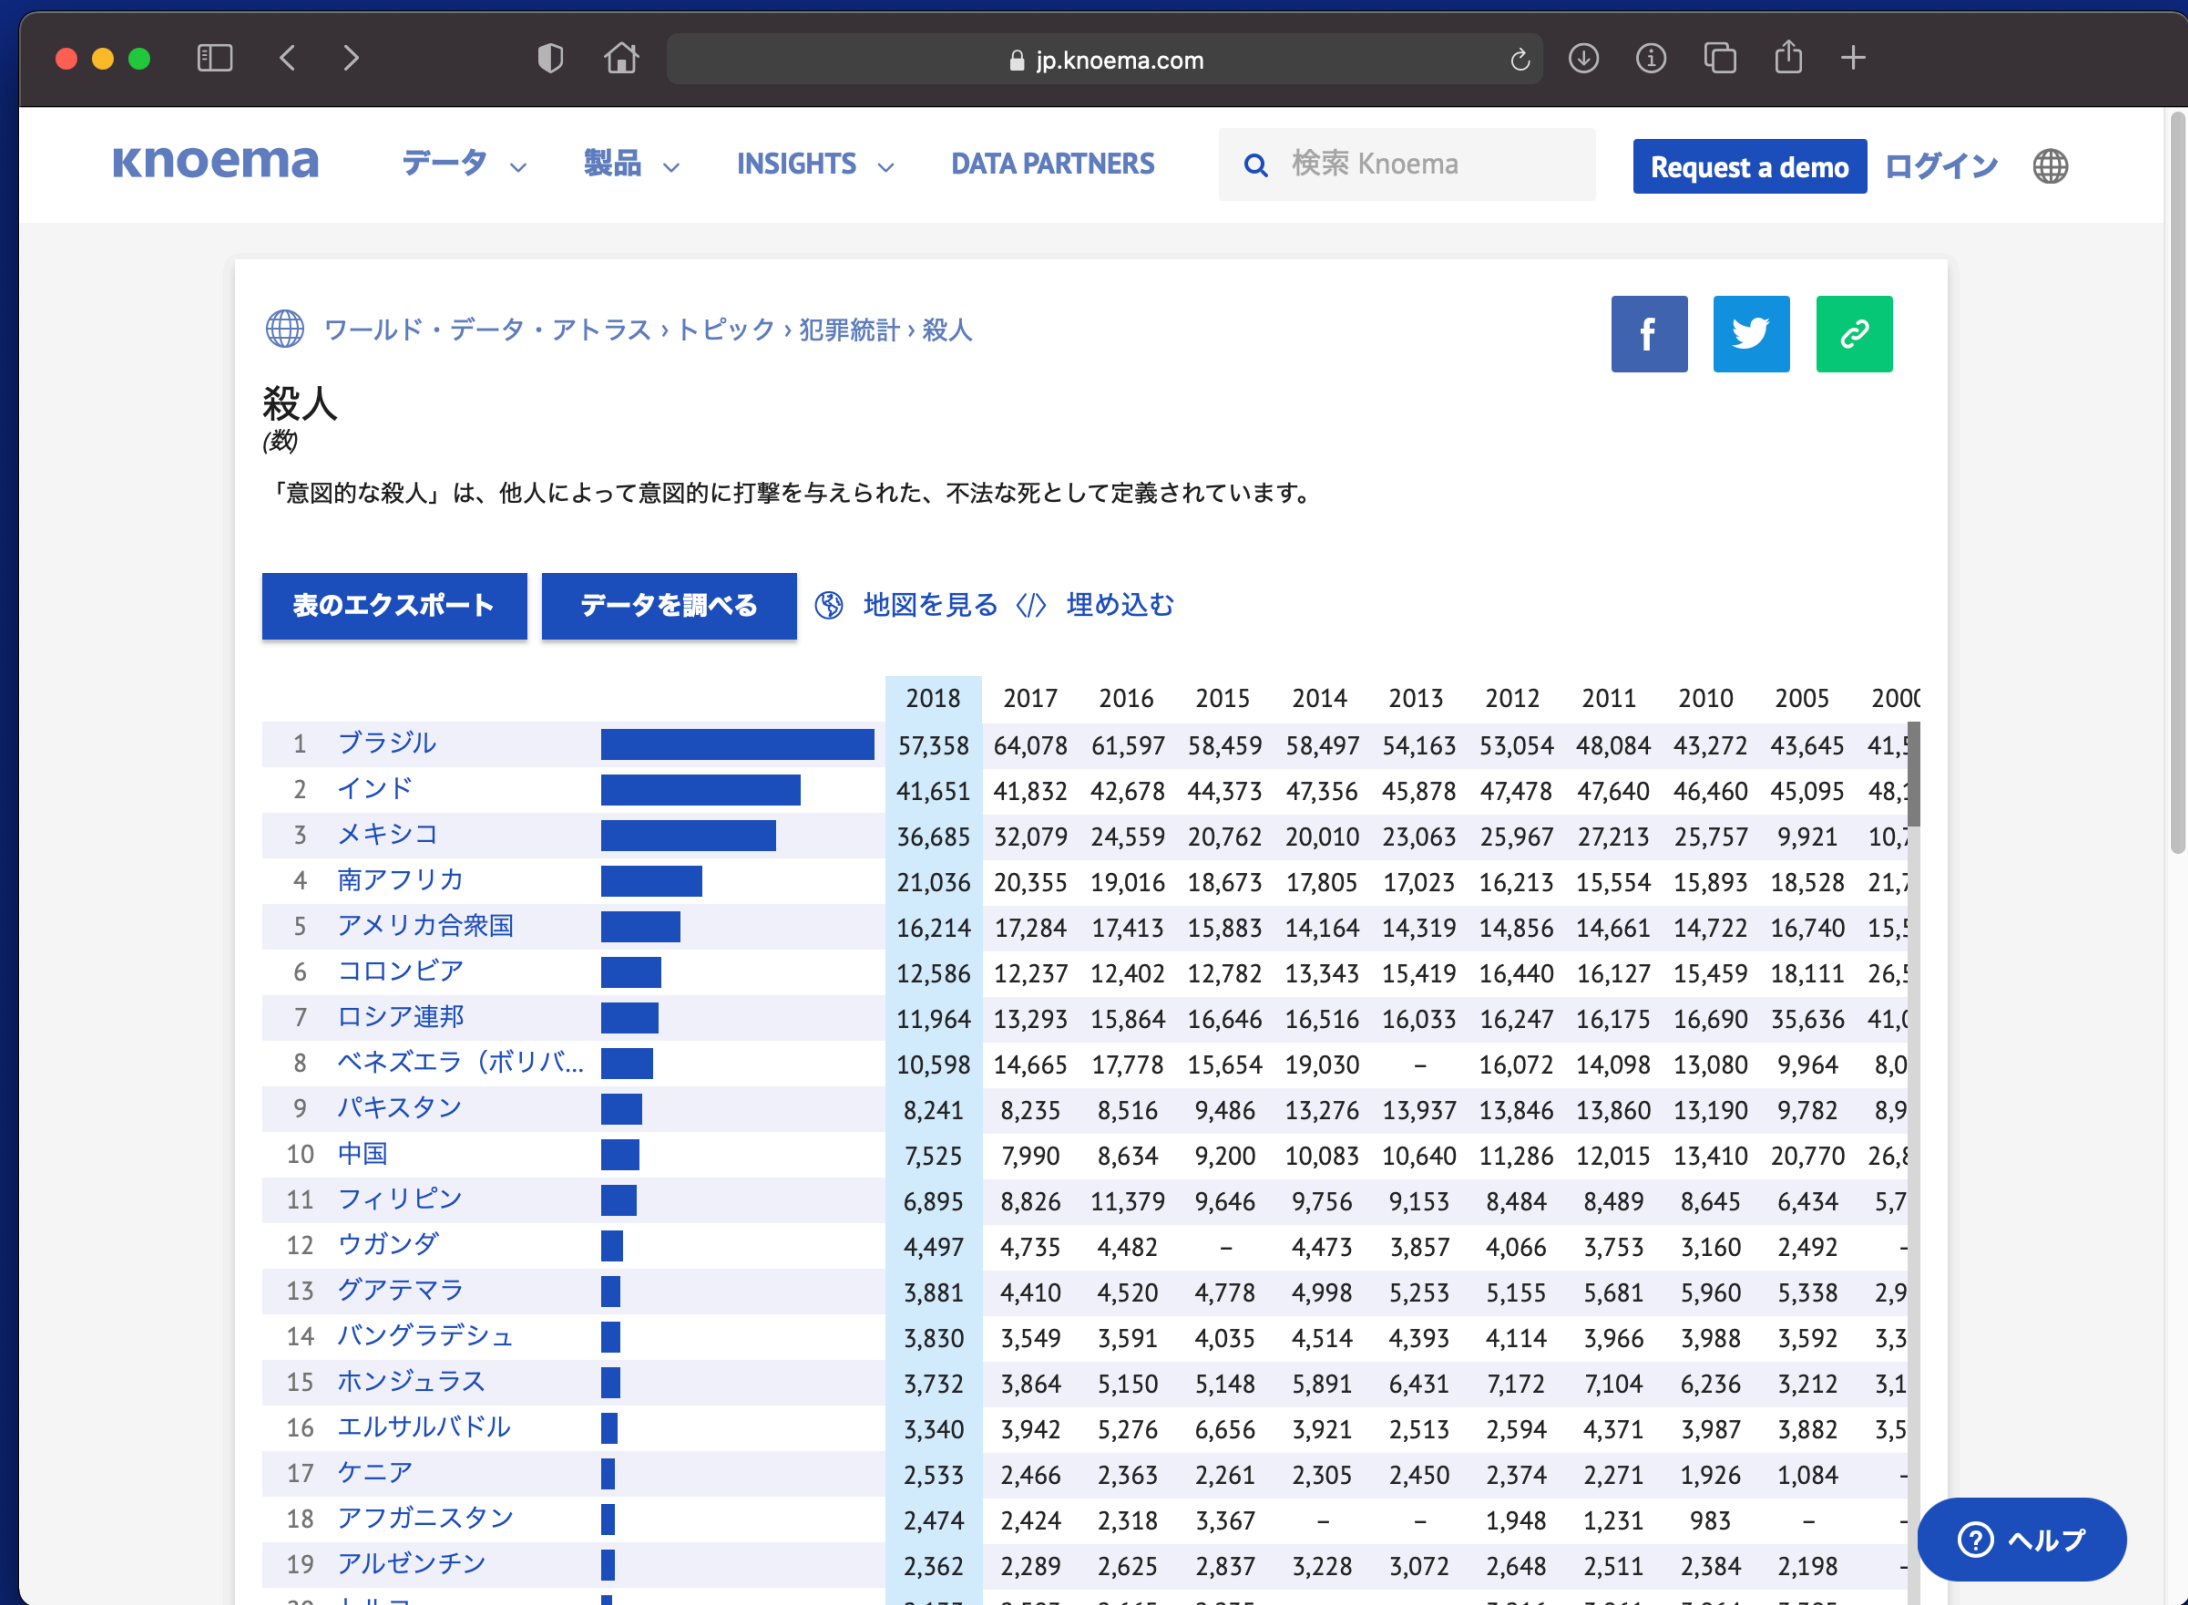 jp.knoema.com
knoema データ 製品 INSIGHTS DATA PARTNERS 検索 Knoema Request a demo ログイン
ワールド・データ・アトラス › トピック › 犯罪統計 › 殺人
f
殺人
(数)
「意図的な殺人」は、他人によって意図的に打撃を与えられた、不法な死として定義されています。
表のエクスポート データを調べる 地図を見る </> 埋め込む
2018 2017 2016 2015 2014 2013 2012 2011 2010 2005 2000
1 ブラジル 57,358 64,078 61,597 58,459 58,497 54,163 53,054 48,084 43,272 43,645 41,5
2 インド 41,651 41,832 42,678 44,373 47,356 45,878 47,478 47,640 46,460 45,095 48,1
3 メキシコ 36,685 32,079 24,559 20,762 20,010 23,063 25,967 27,213 25,757 9,921 10,7
4 南アフリカ 21,036 20,355 19,016 18,673 17,805 17,023 16,213 15,554 15,893 18,528 21,7
5 アメリカ合衆国 16,214 17,284 17,413 15,883 14,164 14,319 14,856 14,661 14,722 16,740 15,5
6 コロンビア 12,586 12,237 12,402 12,782 13,343 15,419 16,440 16,127 15,459 18,111 26,5
7 ロシア連邦 11,964 13,293 15,864 16,646 16,516 16,033 16,247 16,175 16,690 35,636 41,0
8 ベネズエラ（ボリバ... 10,598 14,665 17,778 15,654 19,030 – 16,072 14,098 13,080 9,964 8,0
9 パキスタン 8,241 8,235 8,516 9,486 13,276 13,937 13,846 13,860 13,190 9,782 8,9
10 中国 7,525 7,990 8,634 9,200 10,083 10,640 11,286 12,015 13,410 20,770 26,8
11 フィリピン 6,895 8,826 11,379 9,646 9,756 9,153 8,484 8,489 8,645 6,434 5,7
12 ウガンダ 4,497 4,735 4,482 – 4,473 3,857 4,066 3,753 3,160 2,492 –
13 グアテマラ 3,881 4,410 4,520 4,778 4,998 5,253 5,155 5,681 5,960 5,338 2,9
14 バングラデシュ 3,830 3,549 3,591 4,035 4,514 4,393 4,114 3,966 3,988 3,592 3,3
15 ホンジュラス 3,732 3,864 5,150 5,148 5,891 6,431 7,172 7,104 6,236 3,212 3,1
16 エルサルバドル 3,340 3,942 5,276 6,656 3,921 2,513 2,594 4,371 3,987 3,882 3,5
17 ケニア 2,533 2,466 2,363 2,261 2,305 2,450 2,374 2,271 1,926 1,084 –
18 アフガニスタン 2,474 2,424 2,318 3,367 – – 1,948 1,231 983 – –
19 アルゼンチン 2,362 2,289 2,625 2,837 3,228 3,072 2,648 2,511 2,384 2,198 –
? ヘルプ